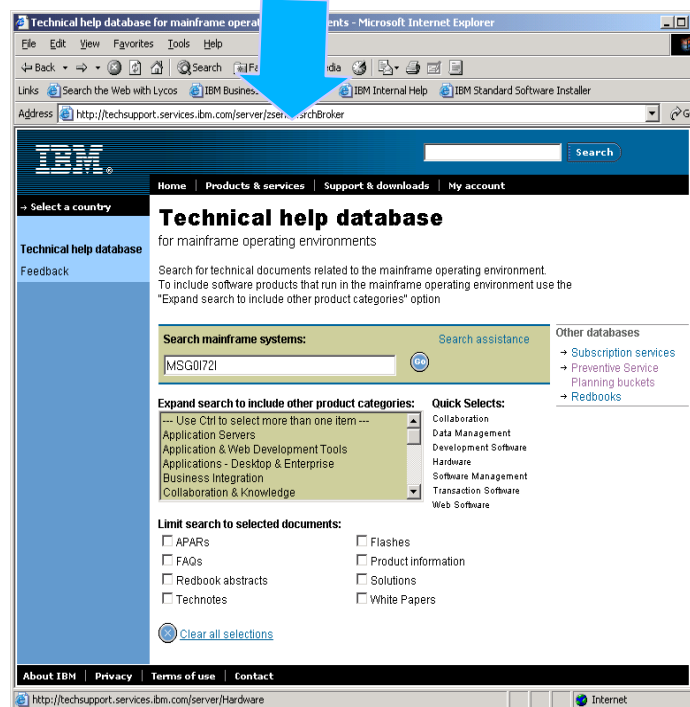 Technical help database for mainframe operat ents - Microsoft Internet Explorer
File Edit View Favorites Tools Help
Back Search Fa dia
Links Search the Web with Lycos IBM Busines IBM Internal Help IBM Standard Software Installer
Address http://techsupport.services.ibm.com/server/zser srchBroker G
IBM Search
Home | Products & services | Support & downloads | My account
→ Select a country
Technical help database
for mainframe operating environments
Technical help database
Feedback
Search for technical documents related to the mainframe operating environment.
To include software products that run in the mainframe operating environment use the
"Expand search to include other product categories" option
Search mainframe systems: Search assistance
MSG0I72I Go
Other databases
→ Subscription services
→ Preventive Service
Planning buckets
→ Redbooks
Expand search to include other product categories:
--- Use Ctrl to select more than one item ---
Application Servers
Application & Web Development Tools
Applications - Desktop & Enterprise
Business Integration
Collaboration & Knowledge
Quick Selects:
Collaboration
Data Management
Development Software
Hardware
Software Management
Transaction Software
Web Software
Limit search to selected documents:
APARs Flashes
FAQs Product information
Redbook abstracts Solutions
Technotes White Papers
Clear all selections
About IBM | Privacy | Terms of use | Contact
http://techsupport.services.ibm.com/server/Hardware Internet